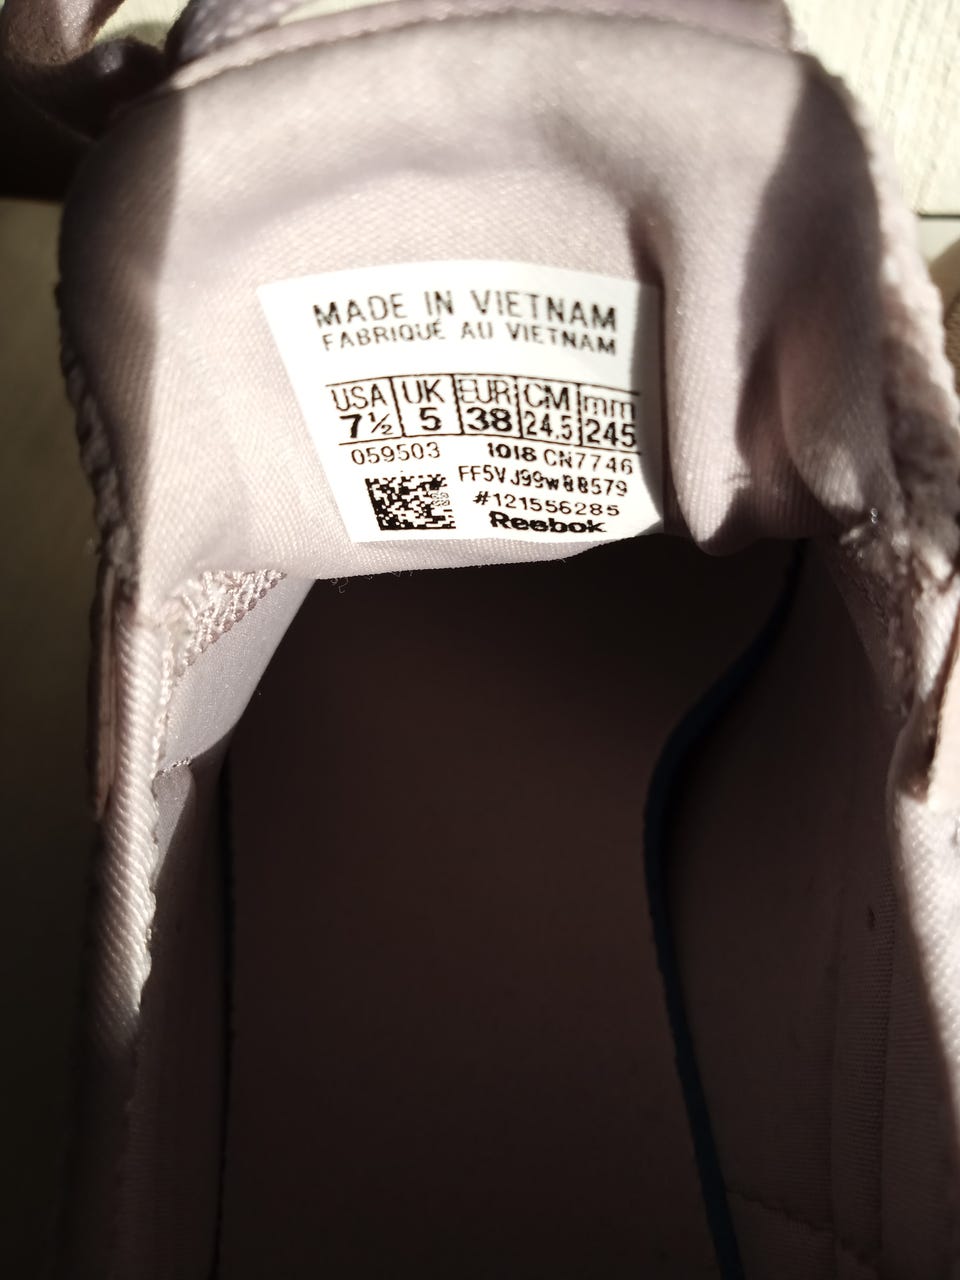 MADE IN VIETNAM
FABRIQUÉ AU VIETNAM
USA UK EUR CM mm
7½ 5 38 24.5 245
059503 1018 CN7746
#121556285
Reebok